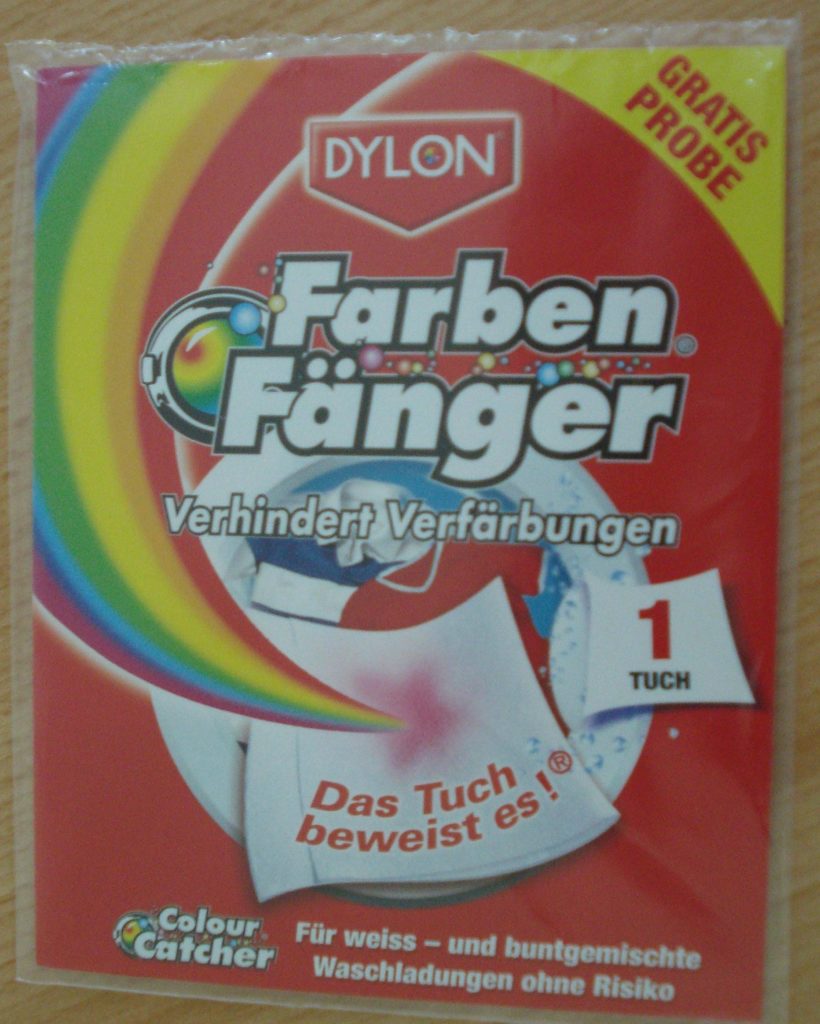 GRATIS
PROBE
DYLON
Farben
Fänger®
Verhindert Verfärbungen
1
TUCH
Das Tuch
beweist es!®
Colour
Catcher
Für weiss – und buntgemischte
Waschladungen ohne Risiko